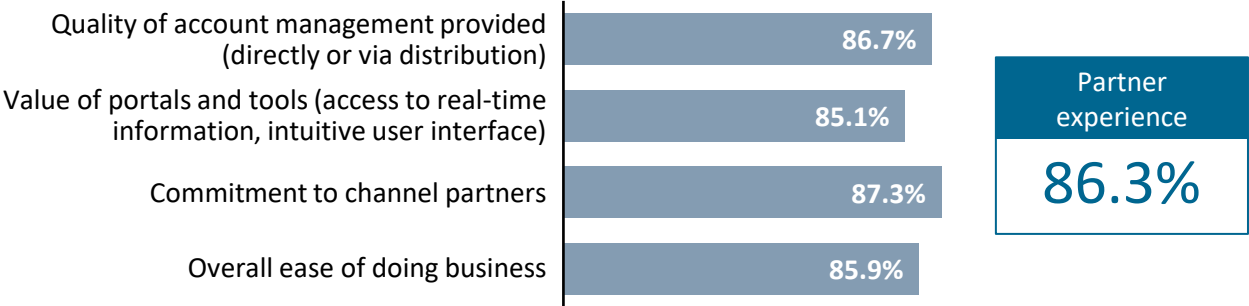 Quality of account management provided
(directly or via distribution)
86.7%
Value of portals and tools (access to real-time
information, intuitive user interface)
85.1%
Commitment to channel partners
87.3%
Overall ease of doing business
85.9%
Partner
experience
86.3%